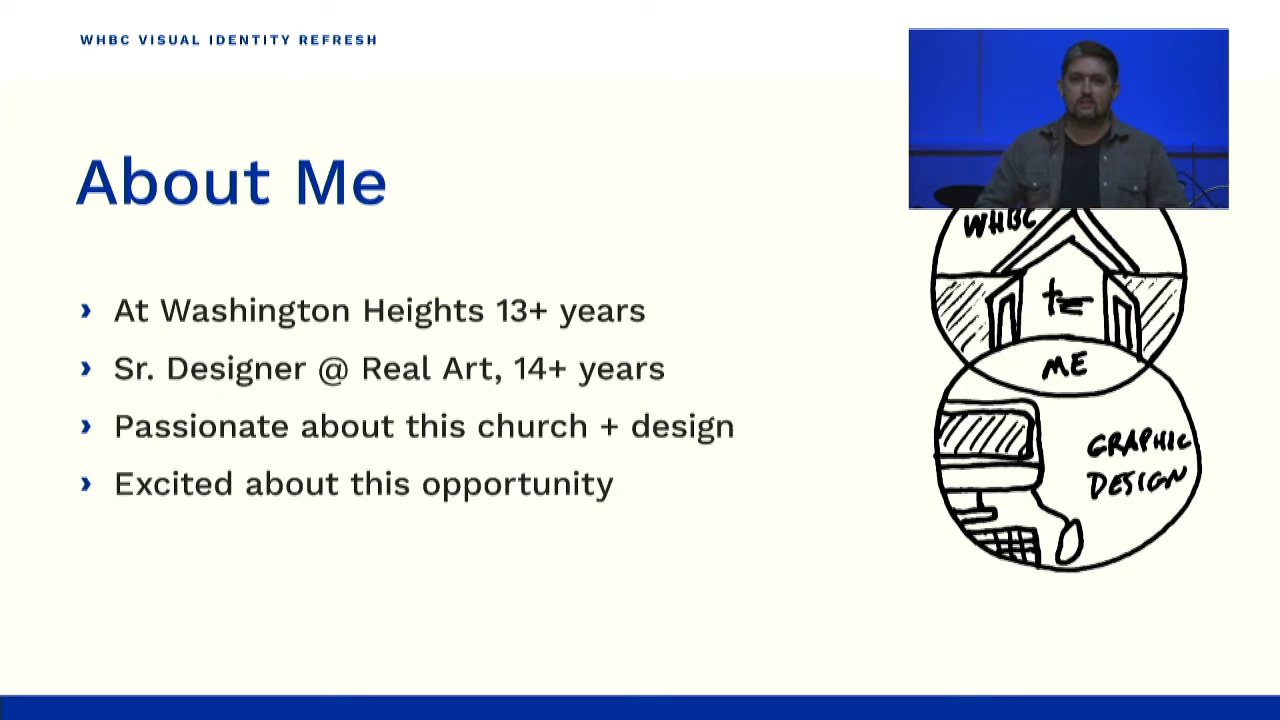 WHBC VISUAL IDENTITY REFRESH
About Me
› At Washington Heights 13+ years
› Sr. Designer @ Real Art, 14+ years
› Passionate about this church + design
› Excited about this opportunity
WHBC
ME
GRAPHIC
DESIGN